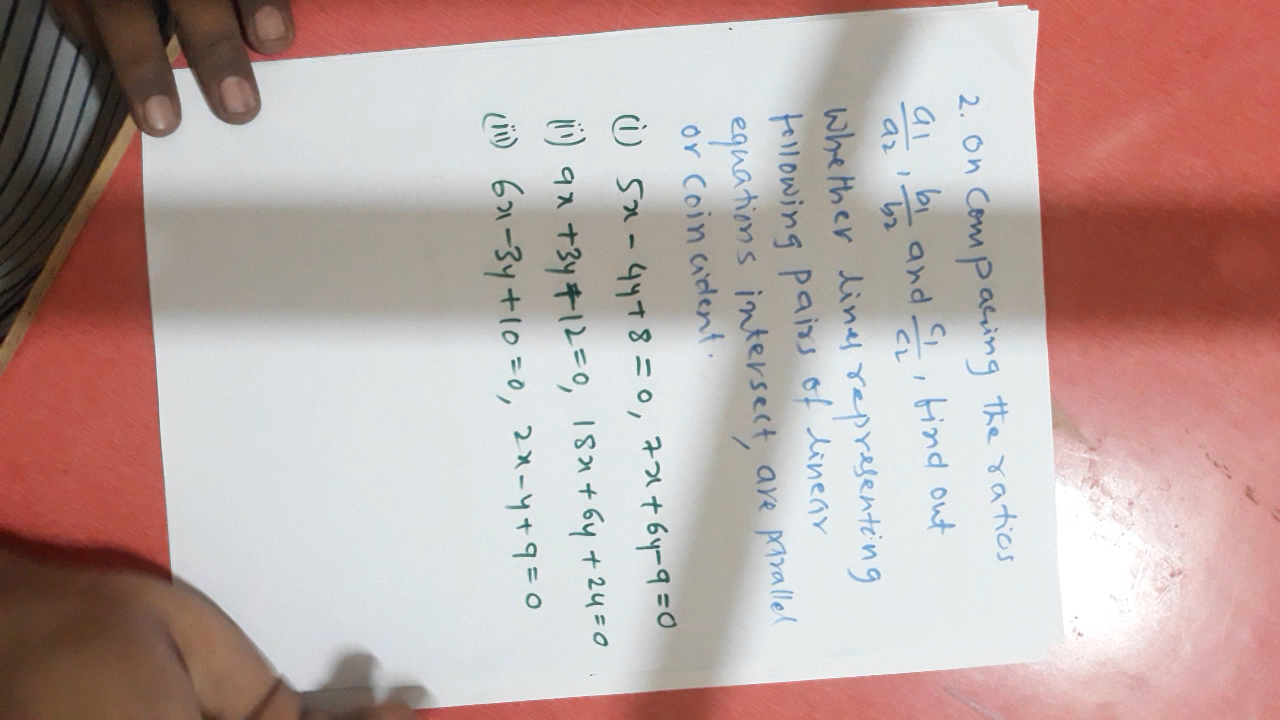 2. On Comparing the ratios
a1/a2, b1/b2 and c1/c2, find out
Whether lines representing
following pairs of linear
equations intersect, are parallel
or coincident.
(i) 5x - 4y + 8 = 0, 7x + 6y - 9 = 0
(ii) 9x + 3y + 12 = 0, 18x + 6y + 24 = 0
(iii) 6x - 3y + 10 = 0, 2x - y + 9 = 0